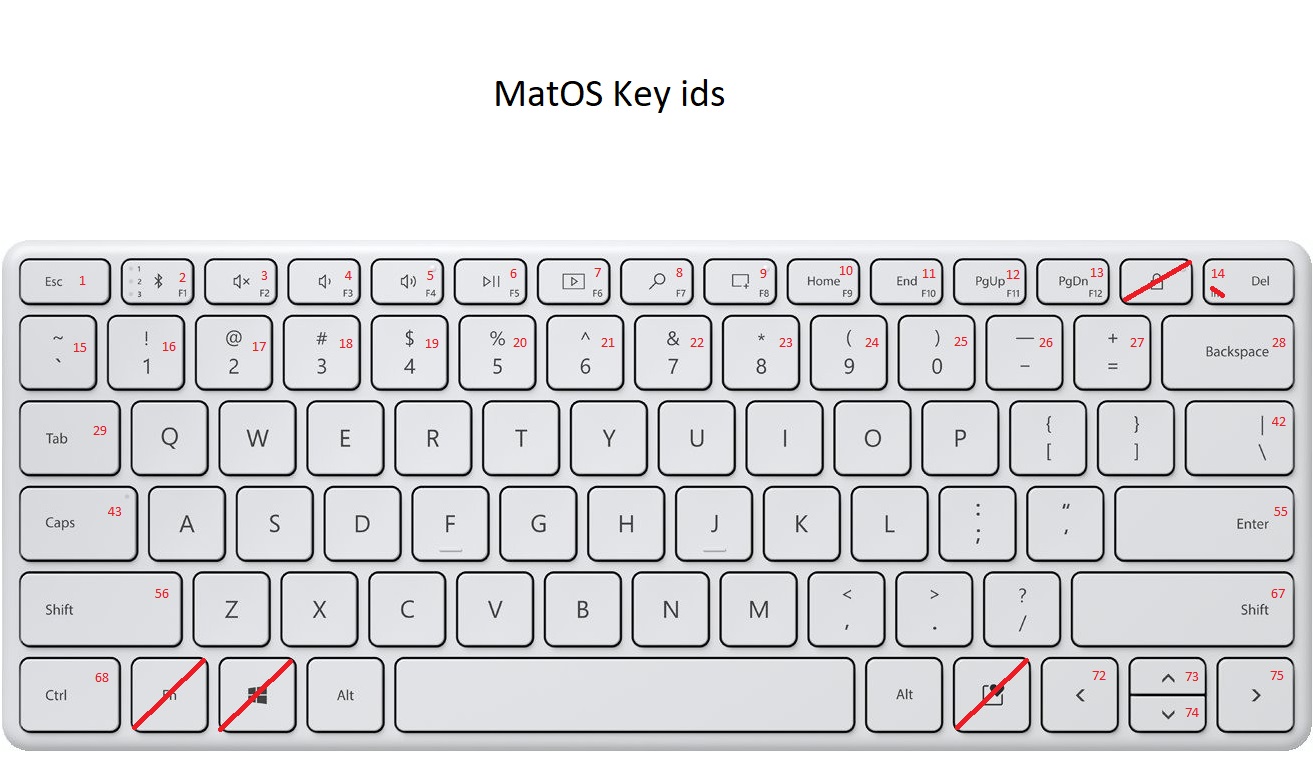 MatOS Key ids
Esc 1
1 2 3 2 F1
3 F2
4 F3
5 F4
6 F5
7 F6
8 F7
9 F8
Home 10 F9
End 11 F10
PgUp 12 F11
PgDn 13 F12
14 Del
~ ` 15
! 1 16
@ 2 17
# 3 18
$ 4 19
% 5 20
^ 6 21
& 7 22
* 8 23
( 9 24
) 0 25
— – 26
+ = 27
Backspace 28
Tab 29
Q
W
E
R
T
Y
U
I
O
P
{ [
} ]
| \ 42
Caps 43
A
S
D
F
G
H
J
K
L
: ;
" '
Enter 55
Shift 56
Z
X
C
V
B
N
M
< ,
> .
? /
Shift 67
Ctrl 68
Fn
Alt
Alt
< 72
73
74
> 75